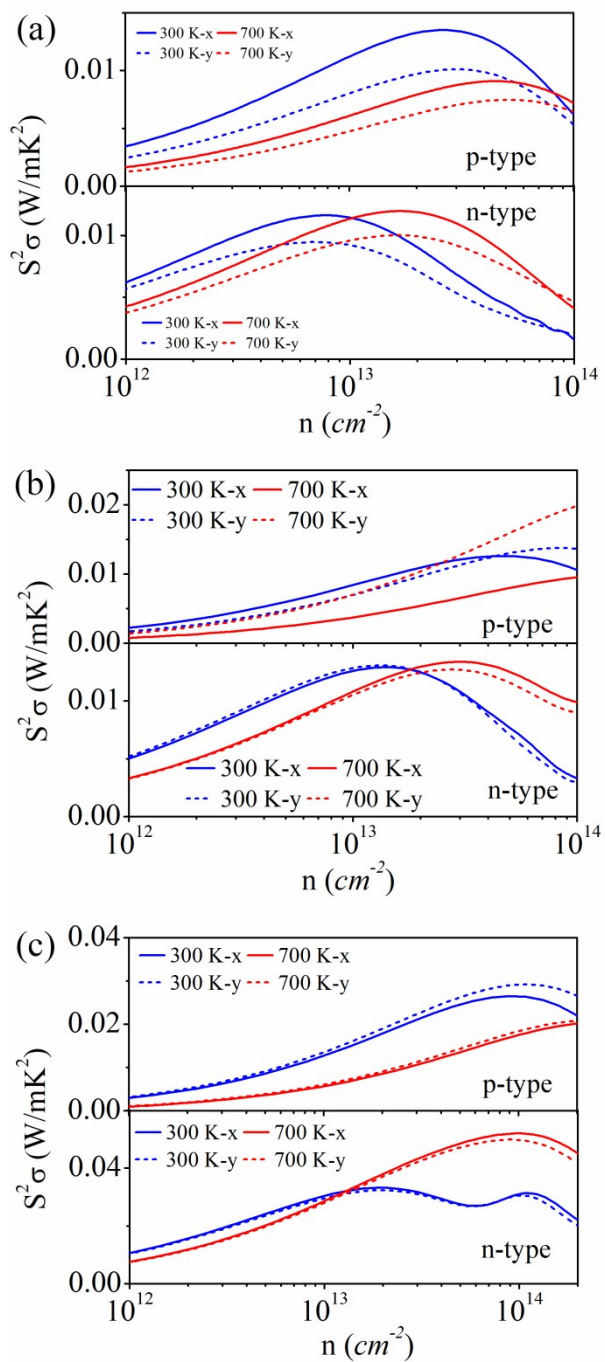 (a)
300 K-x 700 K-x
300 K-y 700 K-y
0.01
p-type
0.00
n-type
0.01
300 K-x 700 K-x
300 K-y 700 K-y
0.00
S²σ (W/mK²)
10¹² 10¹³ 10¹⁴
n (cm⁻²)
(b)
300 K-x 700 K-x
300 K-y 700 K-y
0.02
0.01
p-type
0.00
0.01
300 K-x 700 K-x
300 K-y 700 K-y
n-type
0.00
S²σ (W/mK²)
10¹² 10¹³ 10¹⁴
n (cm⁻²)
(c)
0.04
300 K-x 700 K-x
300 K-y 700 K-y
0.02
p-type
0.00
300 K-x 700 K-x
300 K-y 700 K-y
0.04
n-type
0.00
S²σ (W/mK²)
10¹² 10¹³ 10¹⁴
n (cm⁻²)